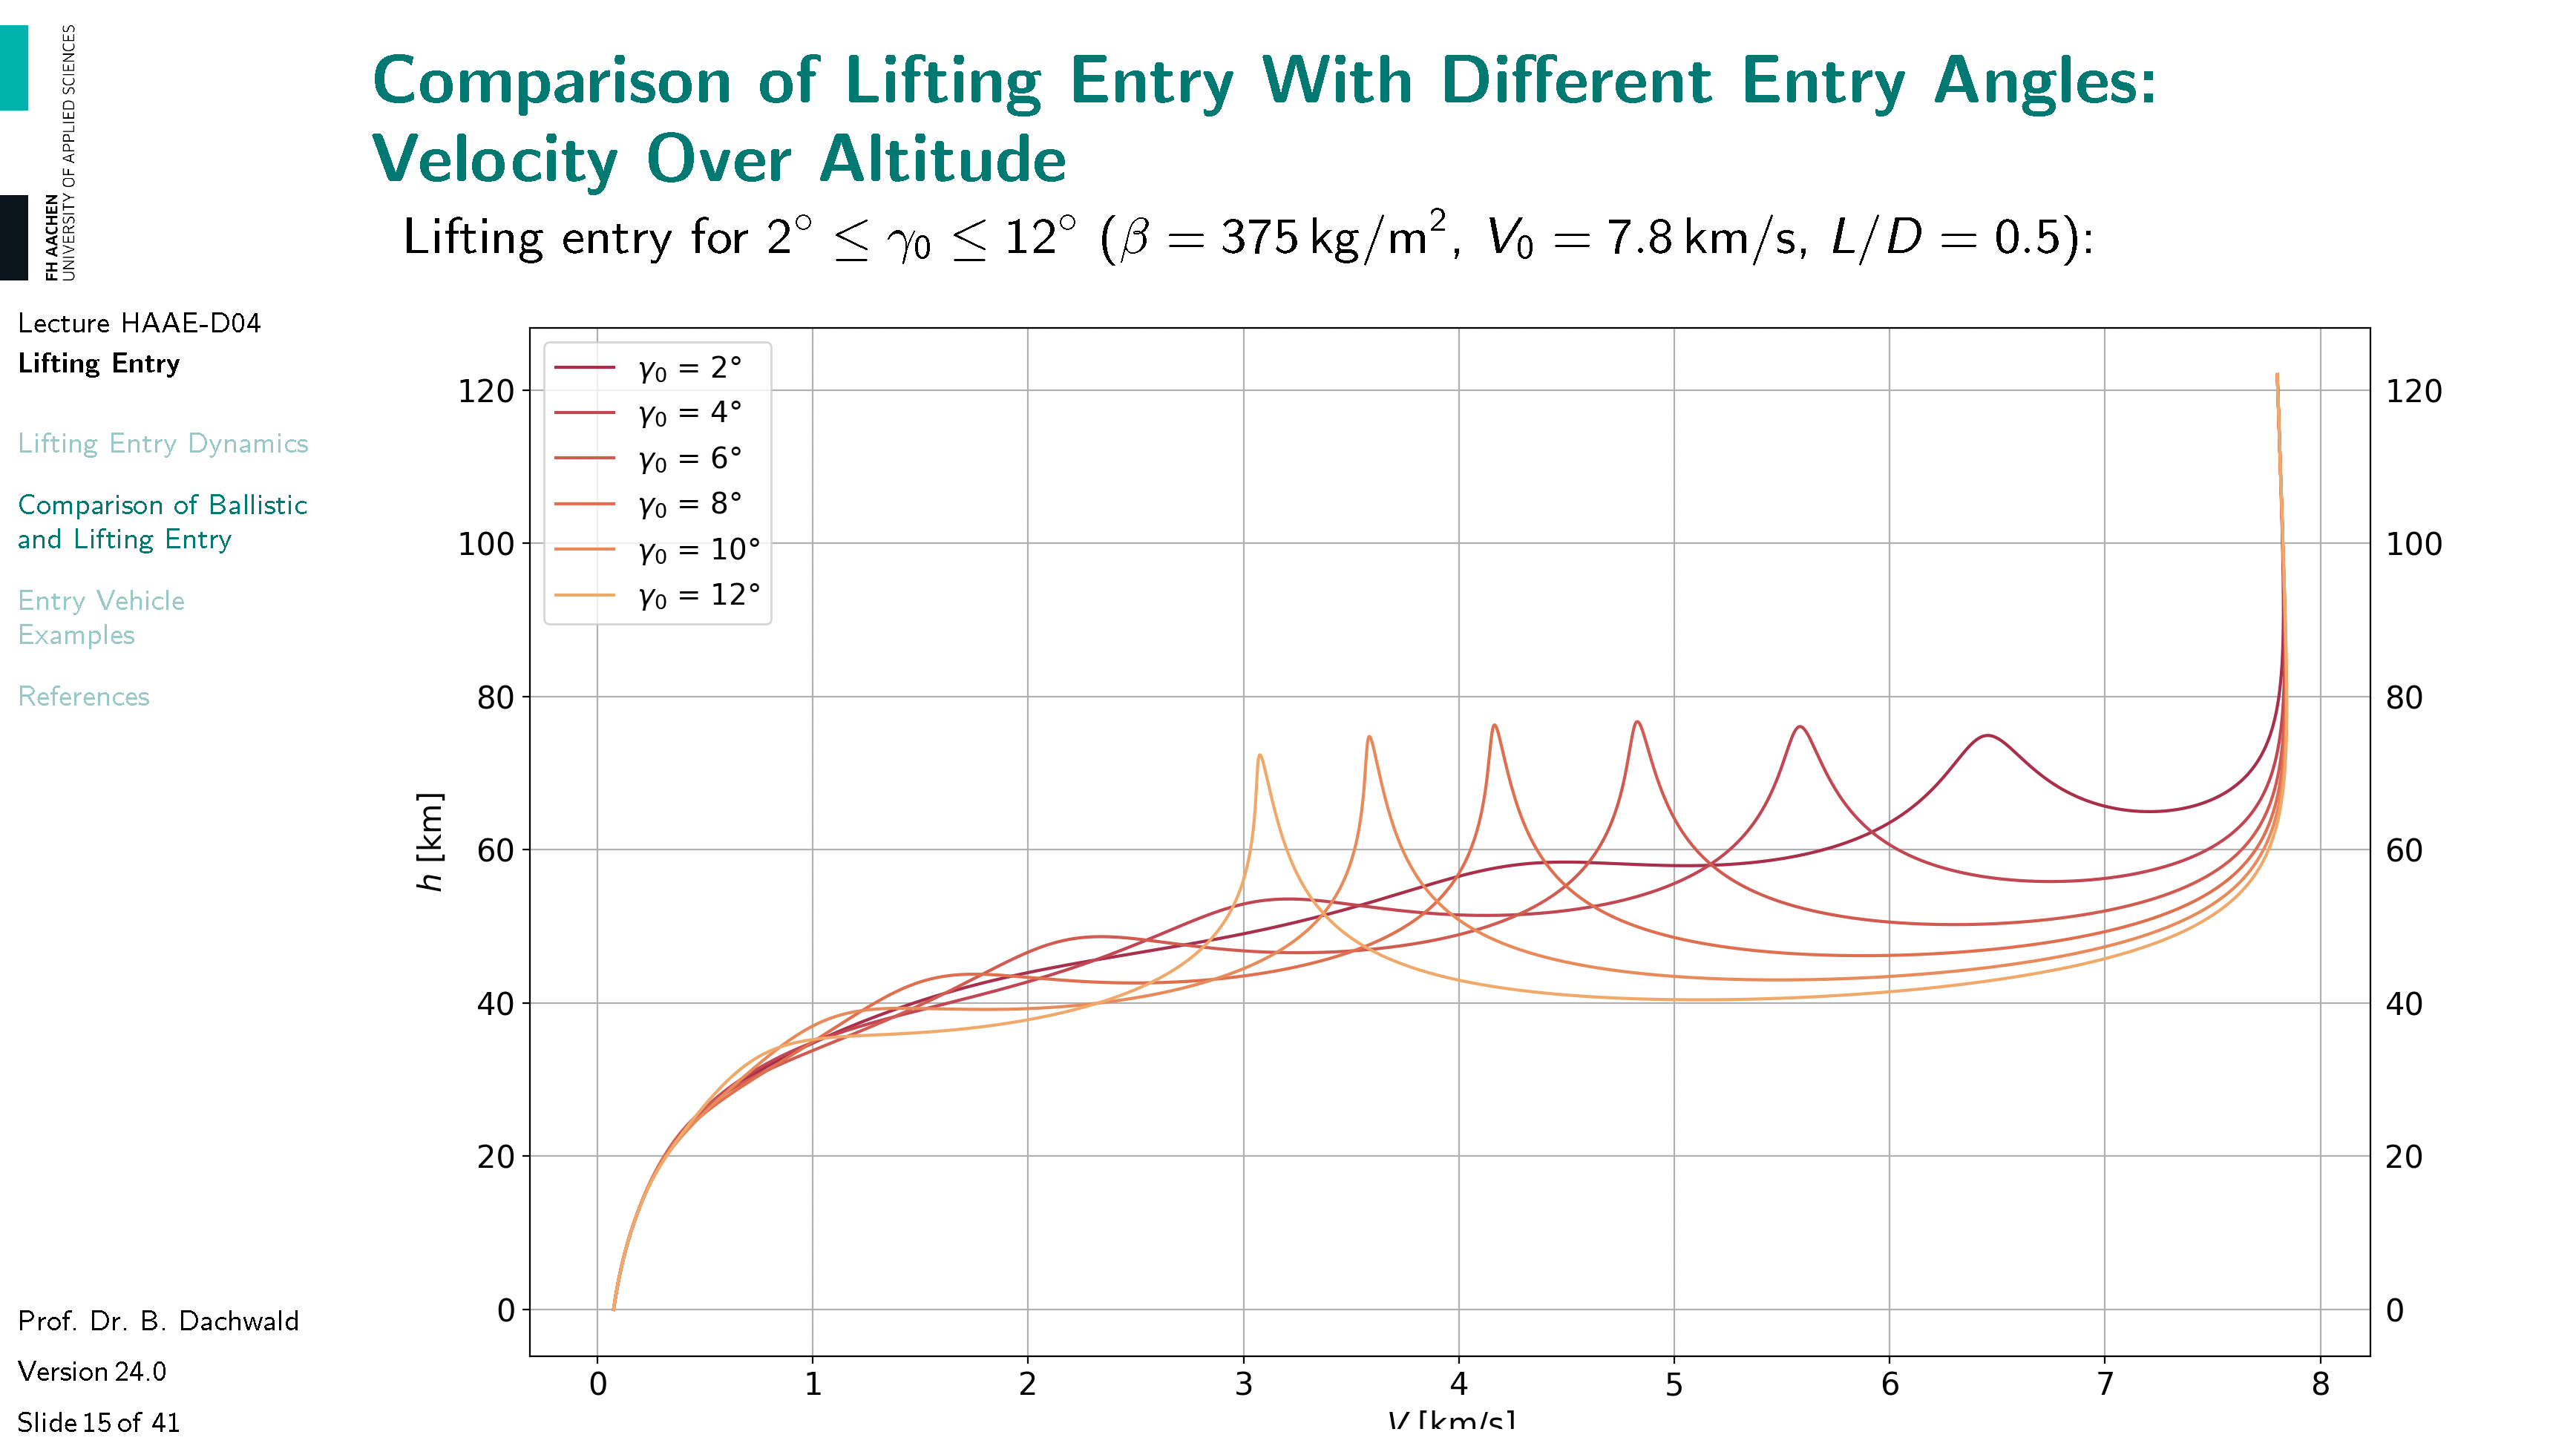 FH AACHEN
UNIVERSITY OF APPLIED SCIENCES
Comparison of Lifting Entry With Different Entry Angles:
Velocity Over Altitude
Lifting entry for 2° ≤ γ₀ ≤ 12° (β = 375 kg/m², V₀ = 7.8 km/s, L/D = 0.5):
Lecture HAAE-D04
Lifting Entry
Lifting Entry Dynamics
Comparison of Ballistic
and Lifting Entry
Entry Vehicle
Examples
References
Prof. Dr. B. Dachwald
Version 24.0
Slide 15 of 41
γ₀ = 2°
γ₀ = 4°
γ₀ = 6°
γ₀ = 8°
γ₀ = 10°
γ₀ = 12°
h [km]
120 120
100 100
80 80
60 60
40 40
20 20
0 0
0 1 2 3 4 5 6 7 8
V [km/s]